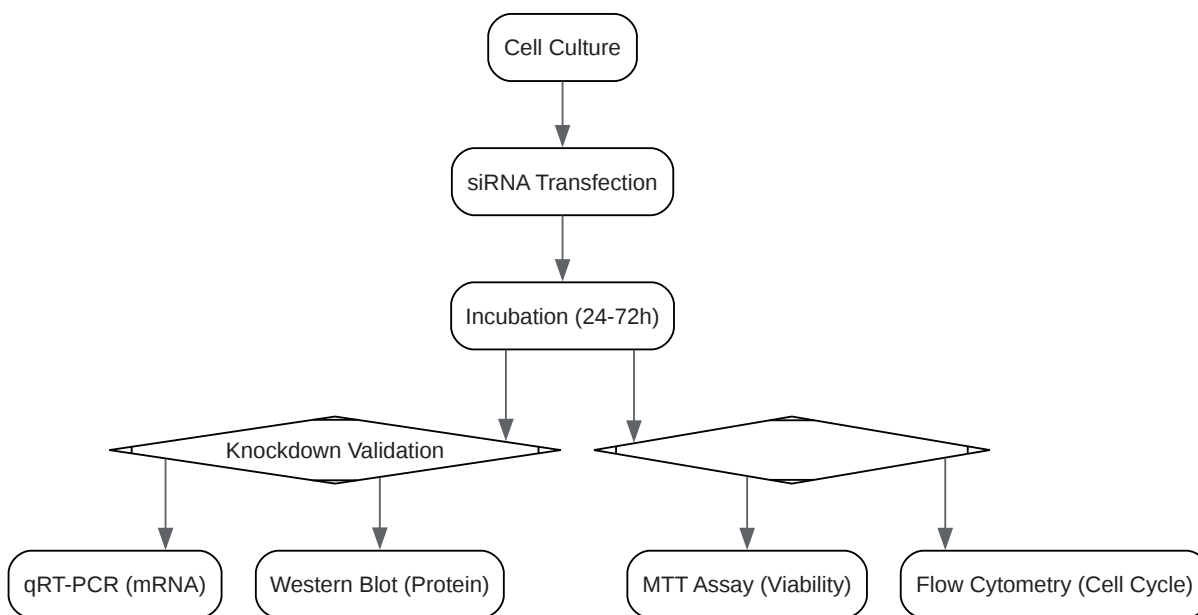 Cell Culture
siRNA Transfection
Incubation (24-72h)
Knockdown Validation
qRT-PCR (mRNA)
Western Blot (Protein)
MTT Assay (Viability)
Flow Cytometry (Cell Cycle)